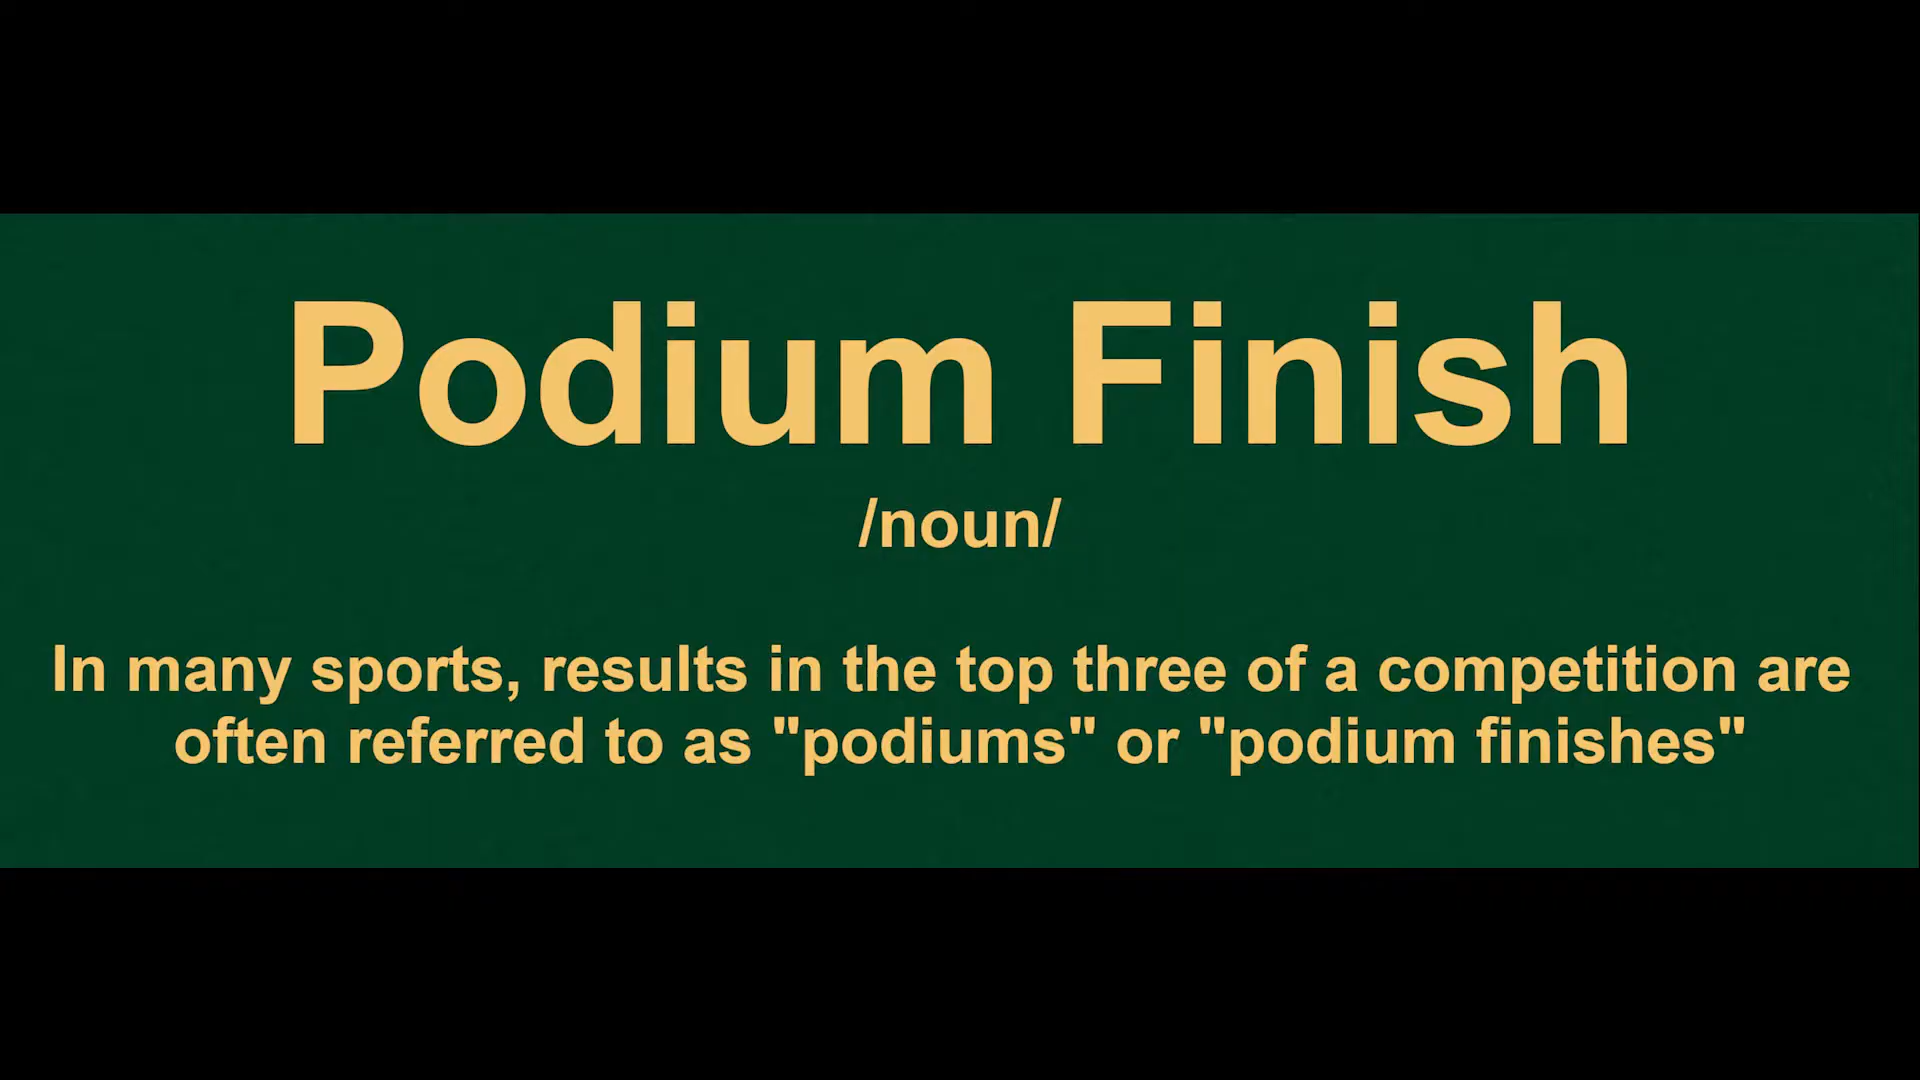 Podium Finish
/noun/
In many sports, results in the top three of a competition are
often referred to as "podiums" or "podium finishes"